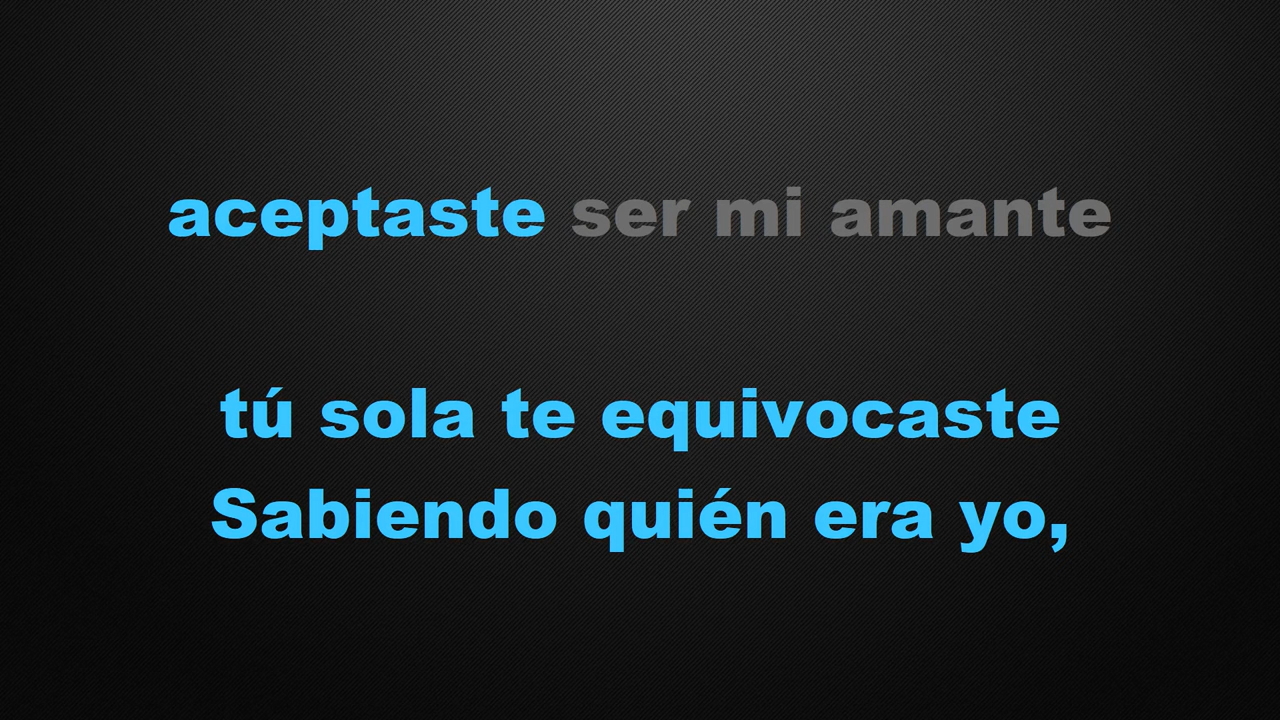 aceptaste ser mi amante
tú sola te equivocaste
Sabiendo quién era yo,